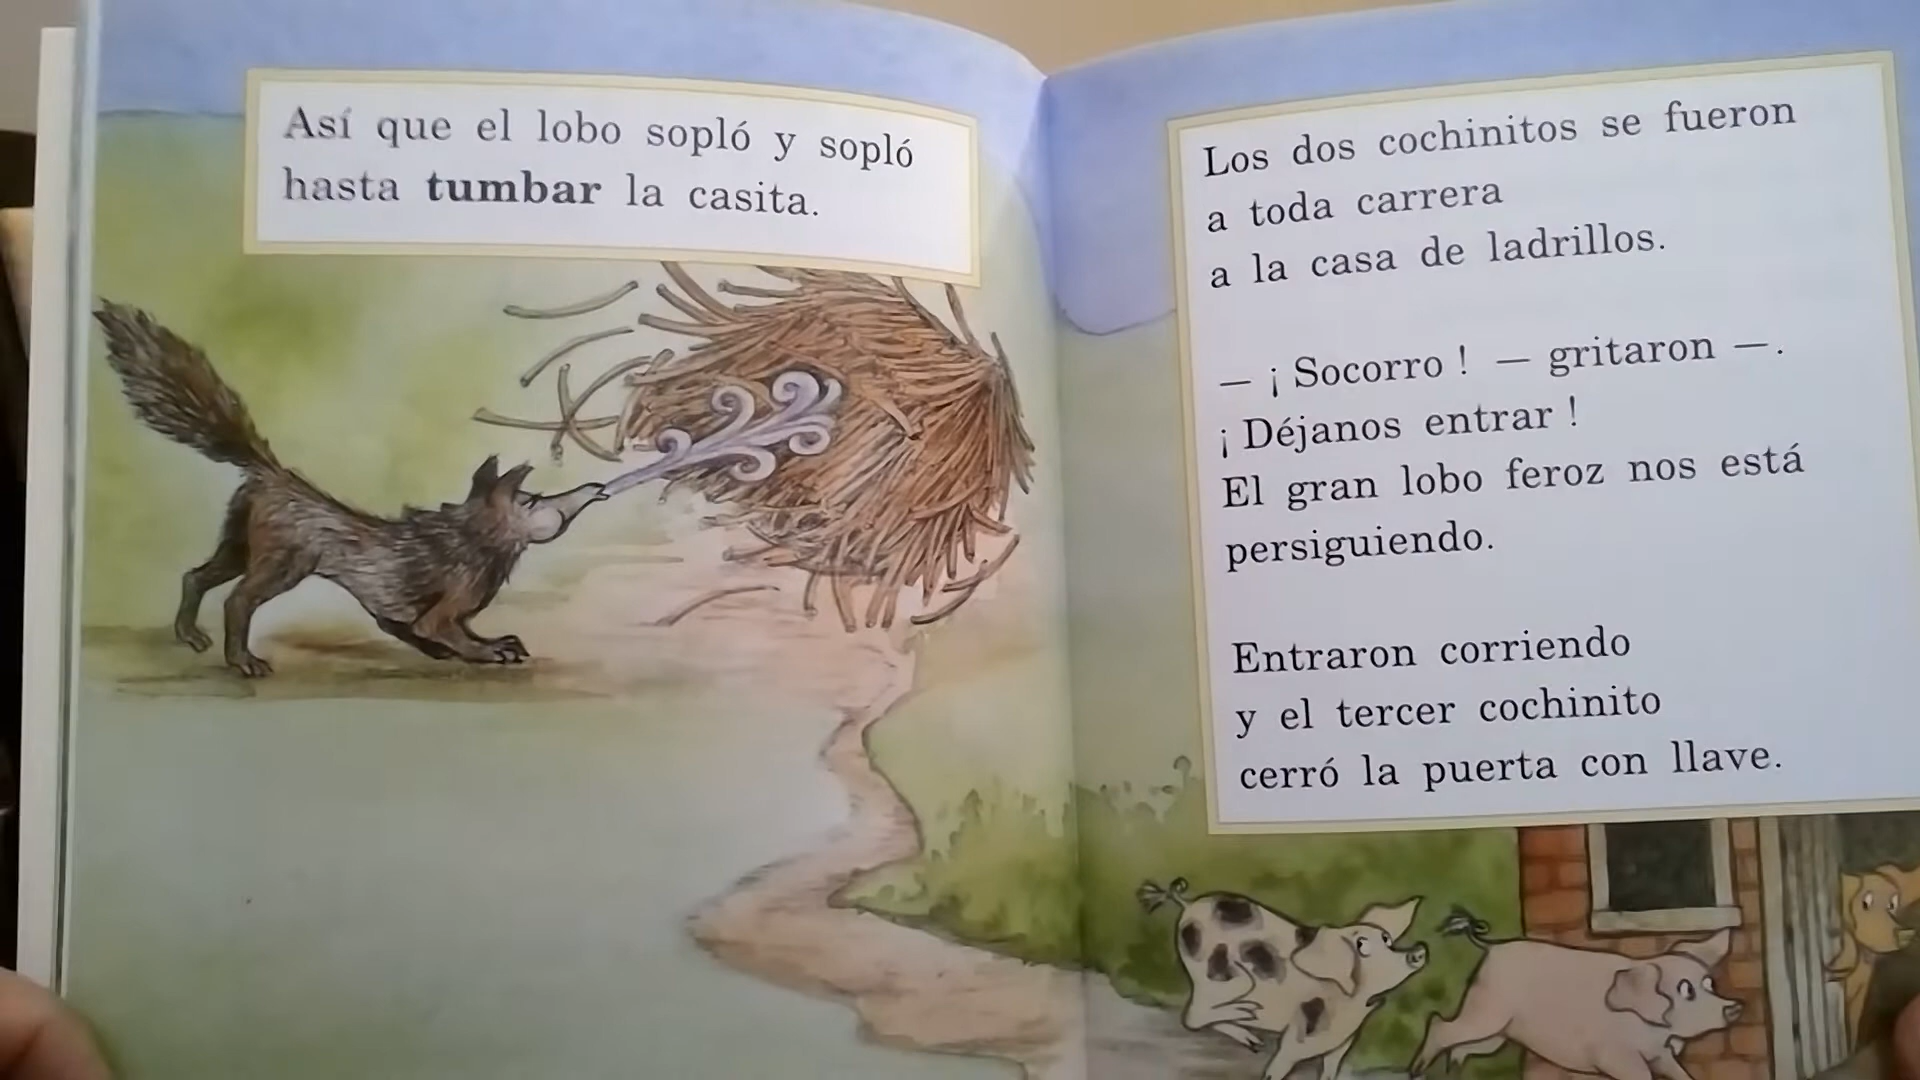 Así que el lobo sopló y sopló
hasta tumbar la casita.
Los dos cochinitos se fueron
a toda carrera
a la casa de ladrillos.
— ¡ Socorro ! — gritaron —.
¡ Déjanos entrar !
El gran lobo feroz nos está
persiguiendo.
Entraron corriendo
y el tercer cochinito
cerró la puerta con llave.